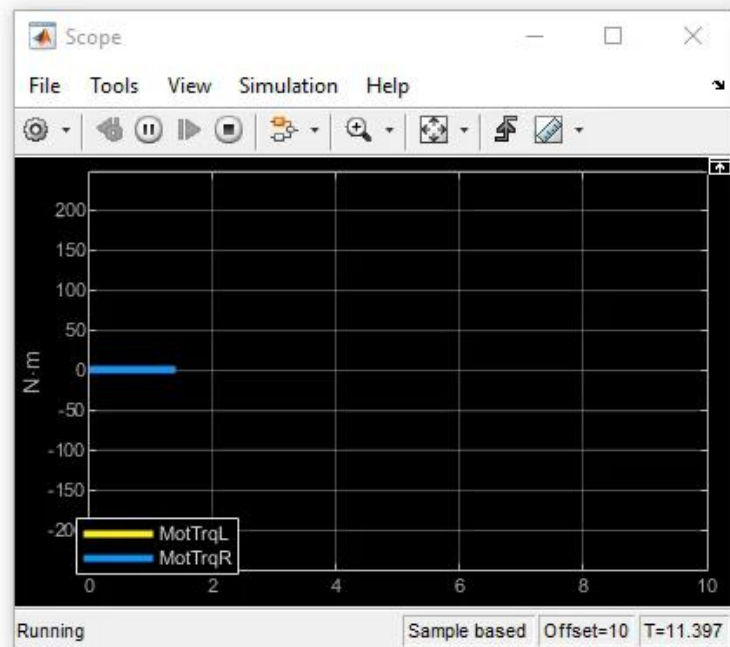 Scope
File Tools View Simulation Help
200
150
100
50
0
-50
-100
-150
-20
N·m
MotTrqL
MotTrqR
0 2 4 6 8 10
Running Sample based Offset=10 T=11.397